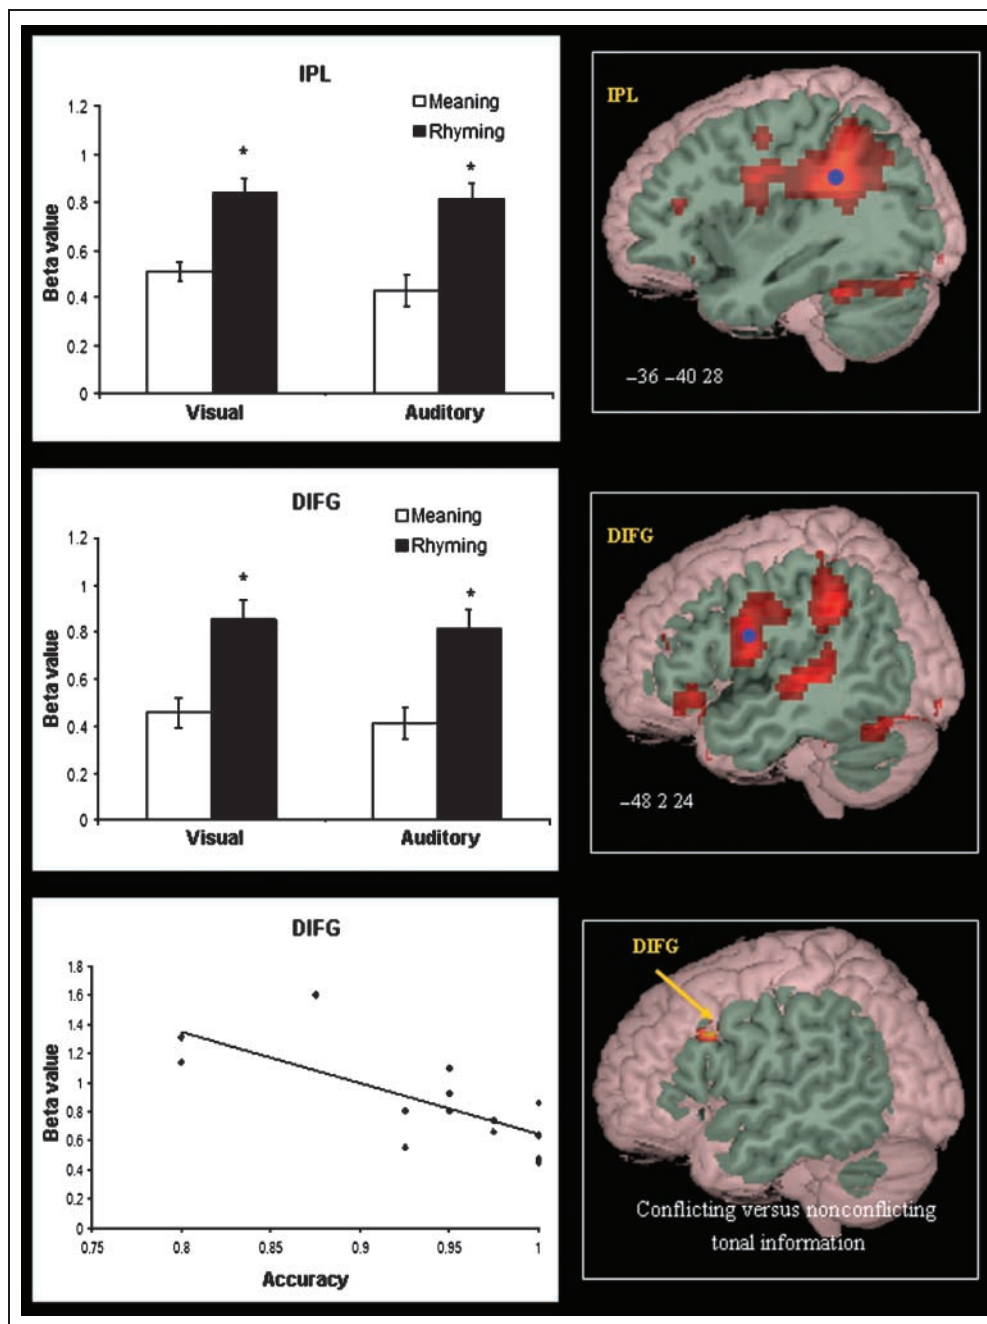 IPL
Meaning
Rhyming
1.2
1
0.8
0.6
0.4
0.2
0
Beta value
*
*
Visual
Auditory
IPL
–36 –40 28
DIFG
Meaning
Rhyming
1.2
1
0.8
0.6
0.4
0.2
0
Beta value
*
*
Visual
Auditory
DIFG
–48 2 24
DIFG
1.8
1.6
1.4
1.2
1
0.8
0.6
0.4
0.2
0
Beta value
0.75 0.8 0.85 0.9 0.95 1
Accuracy
DIFG
Conflicting versus nonconflicting
tonal information